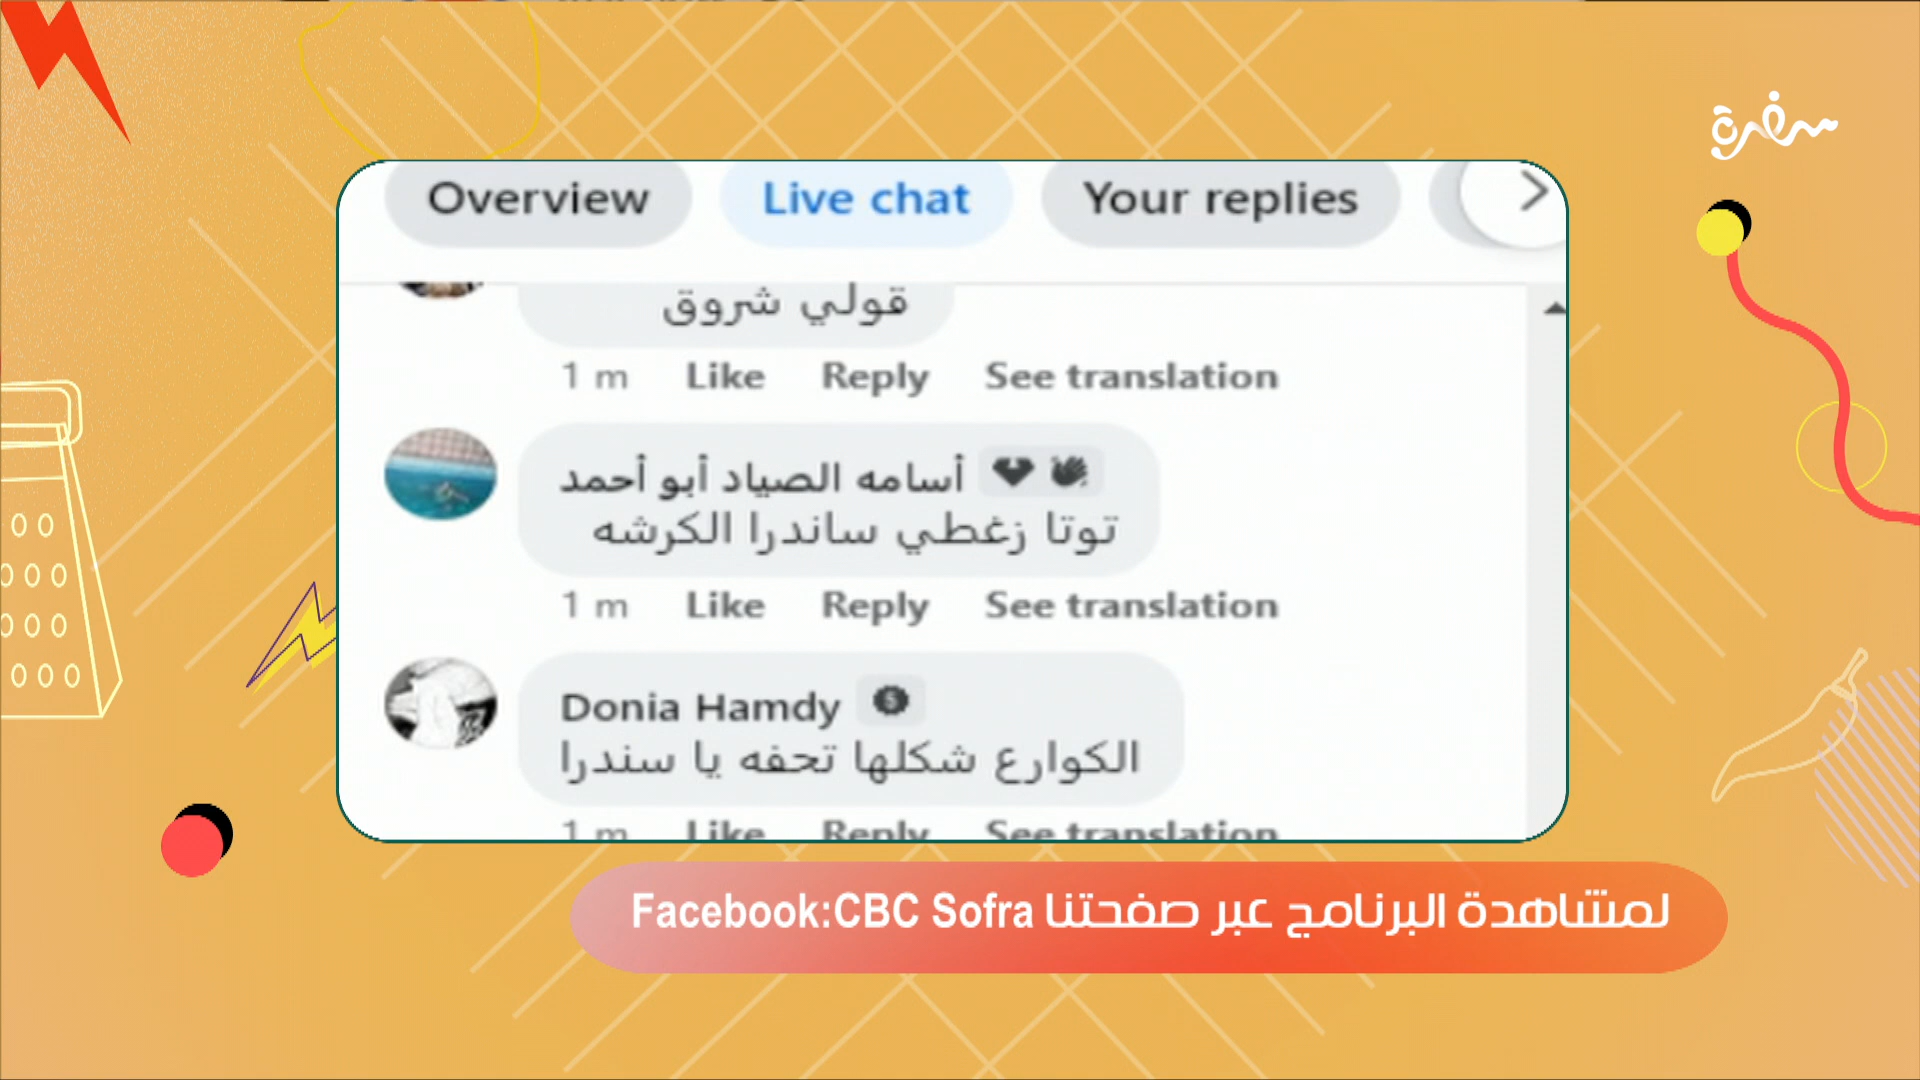 سفرة
Overview Live chat Your replies
قولي شروق
1 m Like Reply See translation
أسامه الصياد أبو أحمد
توتا زغطي ساندرا الكرشه
1 m Like Reply See translation
Donia Hamdy
الكوارع شكلها تحفه يا سندرا
1 m Like Reply See translation
لمشاهدة البرنامج عبر صفحتنا Facebook:CBC Sofra